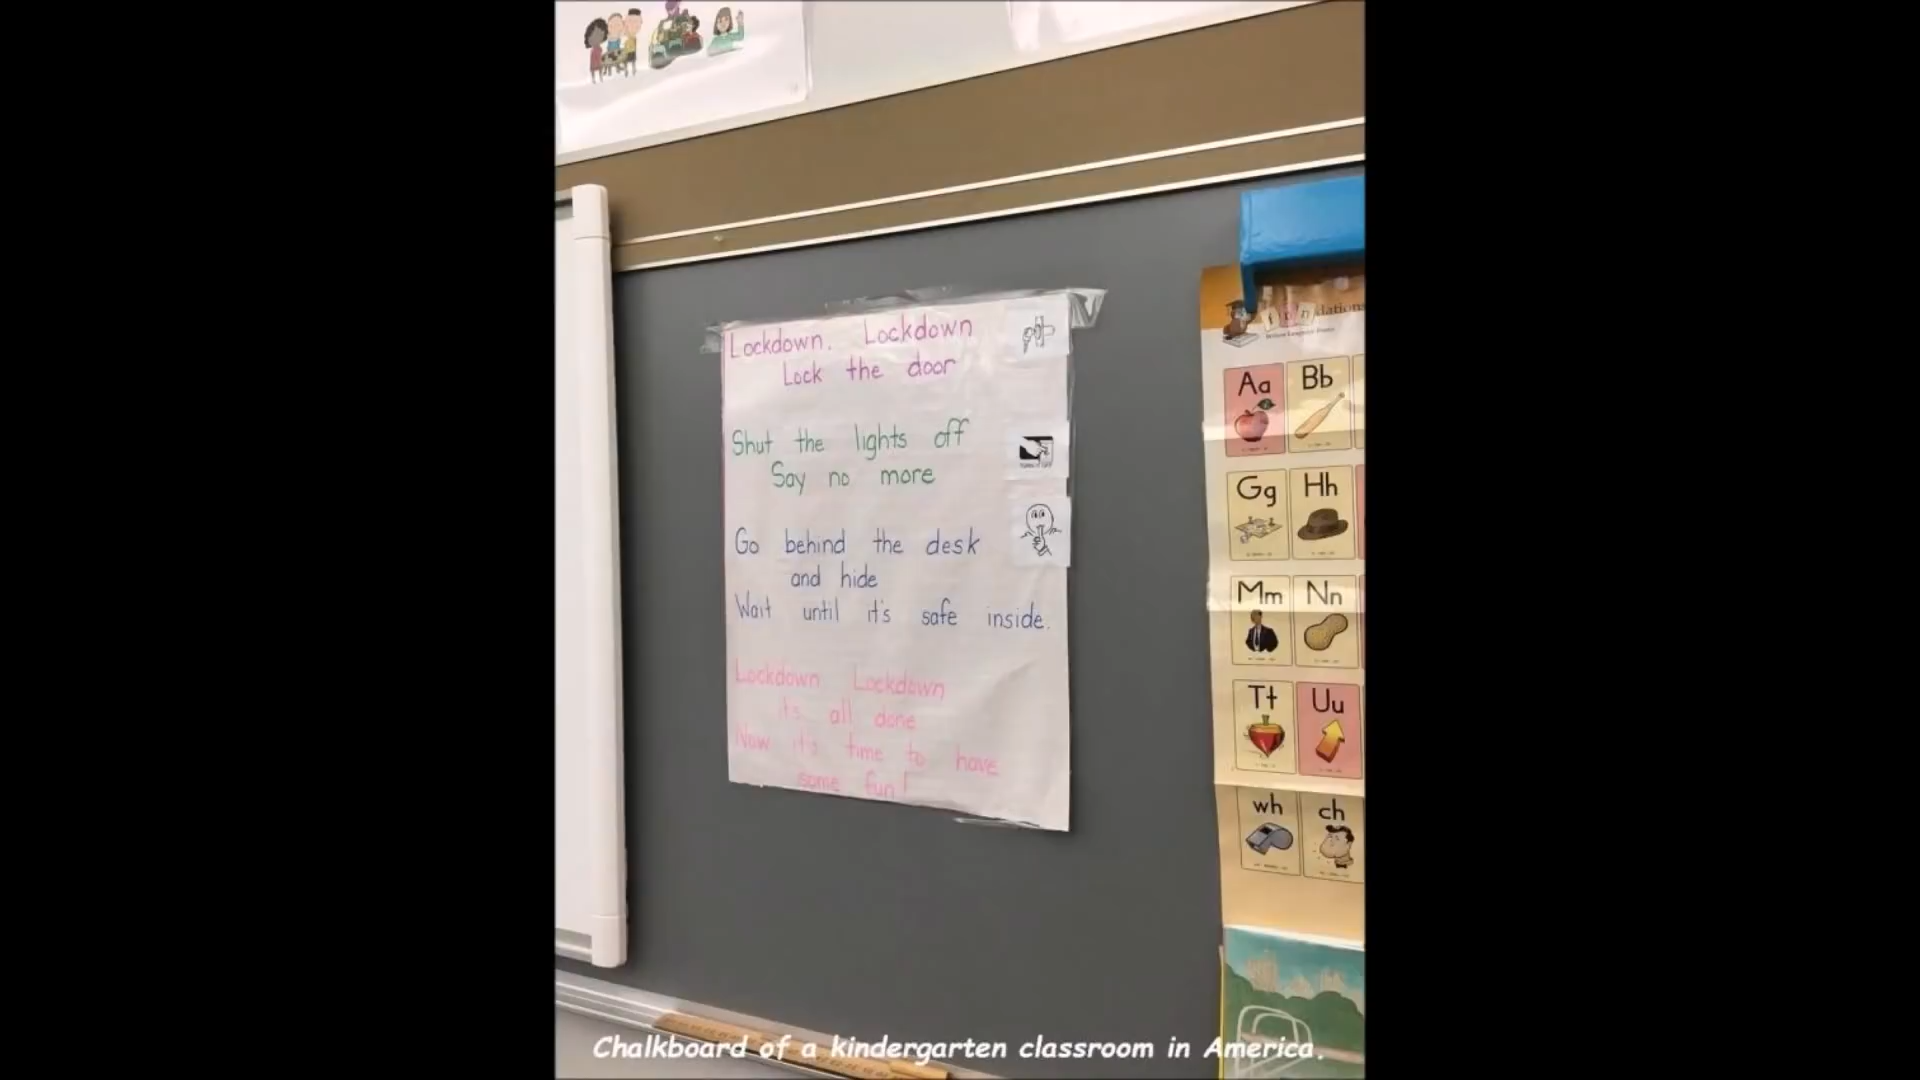 Lockdown. Lockdown
Lock the door
Shut the lights off
Say no more
Go behind the desk
and hide
Wait until it's safe inside.
Lockdown Lockdown
it's all done
Now it's time to have
some fun!
Aa
Bb
Gg
Hh
Mm
Nn
Tt
Uu
wh
ch
Chalkboard of a kindergarten classroom in America.